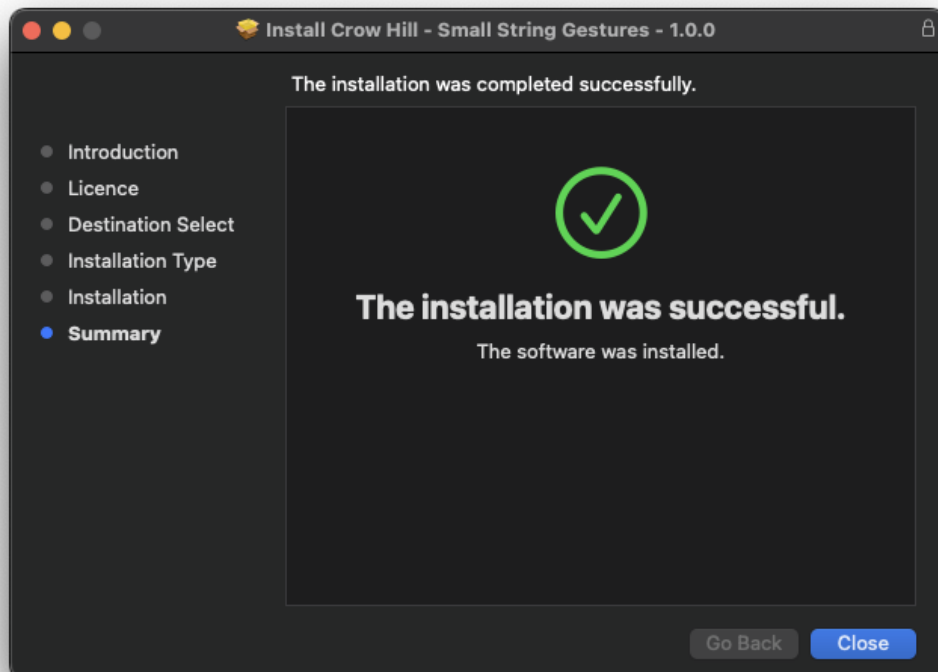 Install Crow Hill - Small String Gestures - 1.0.0
The installation was completed successfully.
Introduction
Licence
Destination Select
Installation Type
Installation
Summary
The installation was successful.
The software was installed.
Go Back
Close